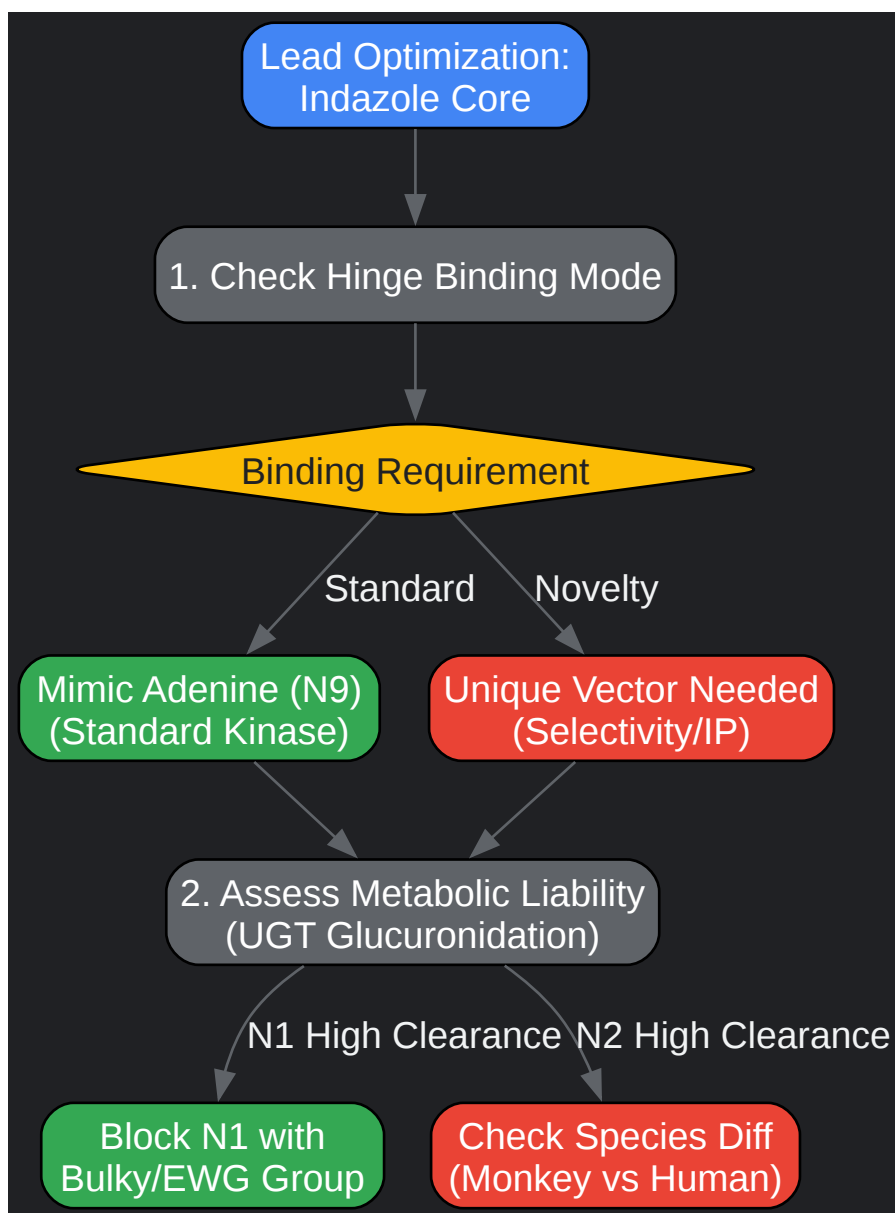 Lead Optimization:
Indazole Core
1. Check Hinge Binding Mode
Binding Requirement
Standard
Novelty
Mimic Adenine (N9)
(Standard Kinase)
Unique Vector Needed
(Selectivity/IP)
2. Assess Metabolic Liability
(UGT Glucuronidation)
N1 High Clearance
N2 High Clearance
Block N1 with
Bulky/EWG Group
Check Species Diff
(Monkey vs Human)